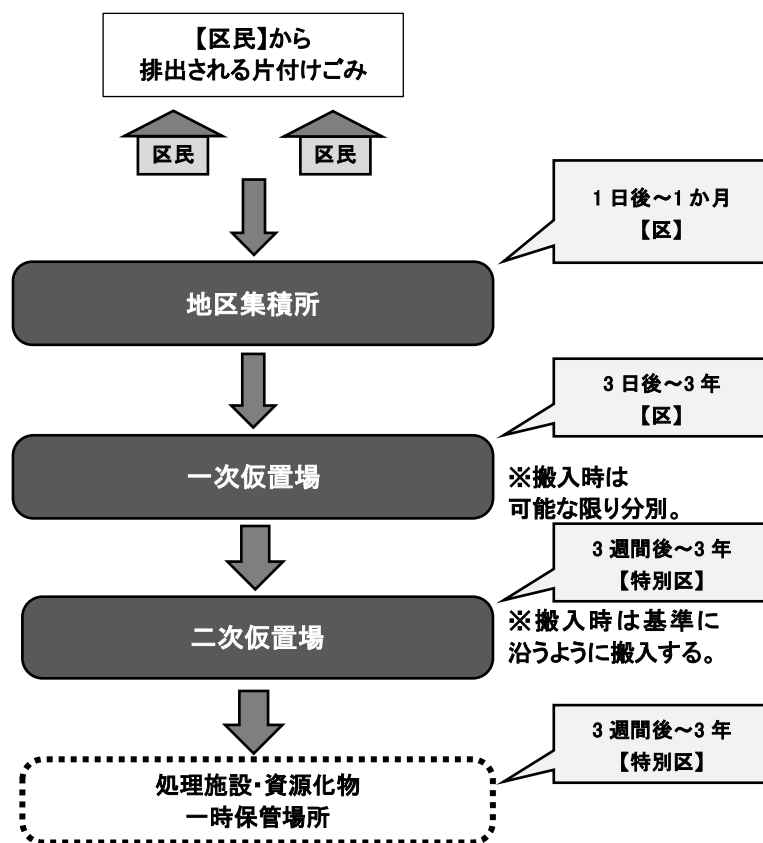 【区民】から
排出される片付けごみ
区民
区民
1日後～1か月
【区】
地区集積所
3日後～3年
【区】
一次仮置場
※搬入時は
可能な限り分別。
3週間後～3年
【特別区】
二次仮置場
※搬入時は基準に
沿うように搬入する。
3週間後～3年
【特別区】
処理施設・資源化物
一時保管場所